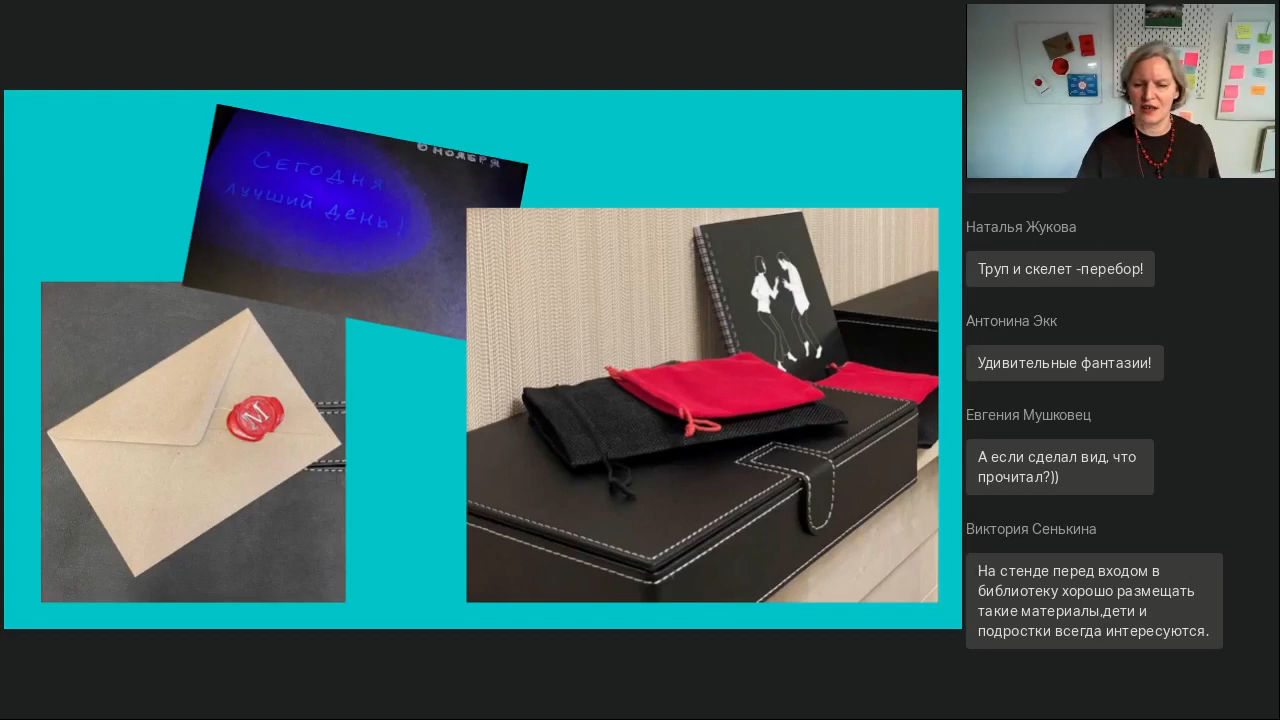 6 НОЯБРЯ
СЕГОДНЯ
ЛУЧШИЙ ДЕНЬ!
M
Наталья Жукова
Труп и скелет -перебор!
Антонина Экк
Удивительные фантазии!
Евгения Мушковец
А если сделал вид, что
прочитал?))
Виктория Сенькина
На стенде перед входом в
библиотеку хорошо размещать
такие материалы,дети и
подростки всегда интересуются.